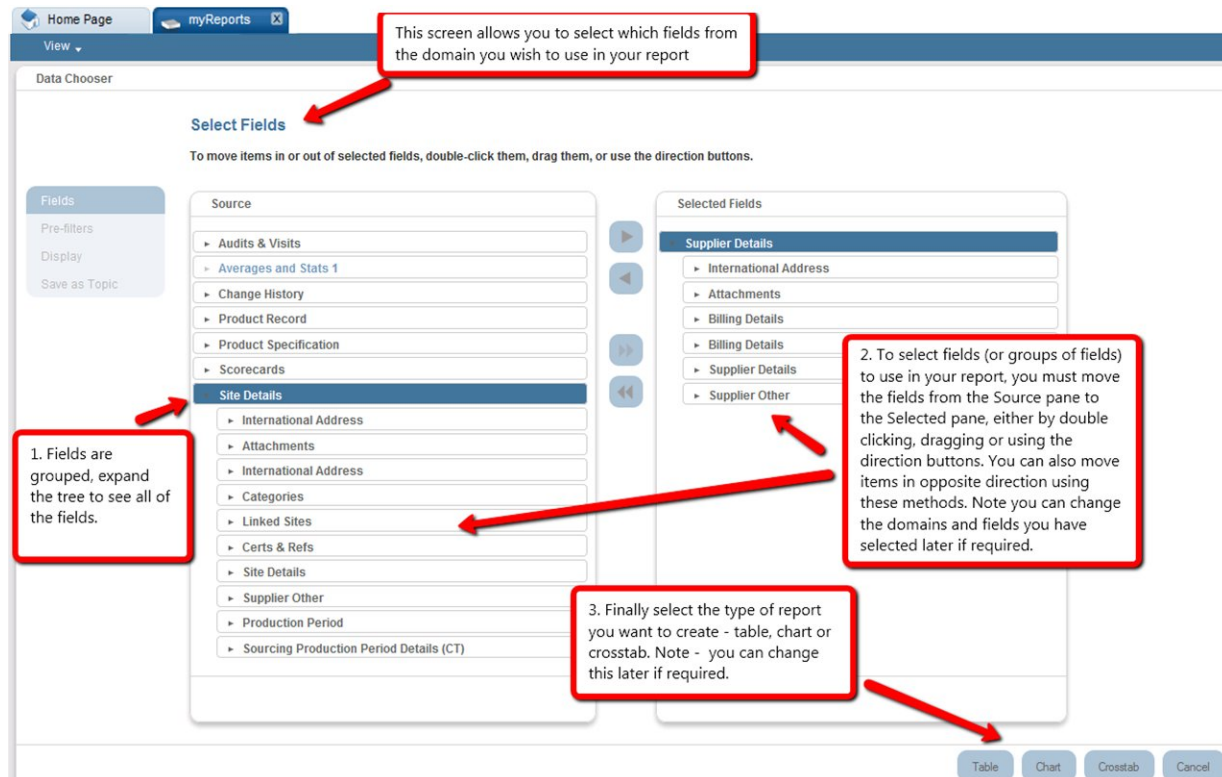 Home Page
myReports
View
This screen allows you to select which fields from
the domain you wish to use in your report
Data Chooser
Select Fields
To move items in or out of selected fields, double-click them, drag them, or use the direction buttons.
Fields
Pre-filters
Display
Save as Topic
Source
Audits & Visits
Averages and Stats 1
Change History
Product Record
Product Specification
Scorecards
Site Details
International Address
Attachments
International Address
Categories
Linked Sites
Certs & Refs
Site Details
Supplier Other
Production Period
Sourcing Production Period Details (CT)
Selected Fields
Supplier Details
International Address
Attachments
Billing Details
Billing Details
Supplier Details
Supplier Other
1. Fields are
grouped, expand
the tree to see all of
the fields.
2. To select fields (or groups of fields)
to use in your report, you must move
the fields from the Source pane to
the Selected pane, either by double
clicking, dragging or using the
direction buttons. You can also move
items in opposite direction using
these methods. Note you can change
the domains and fields you have
selected later if required.
3. Finally select the type of report
you want to create - table, chart or
crosstab. Note - you can change
this later if required.
Table
Chart
Crosstab
Cancel